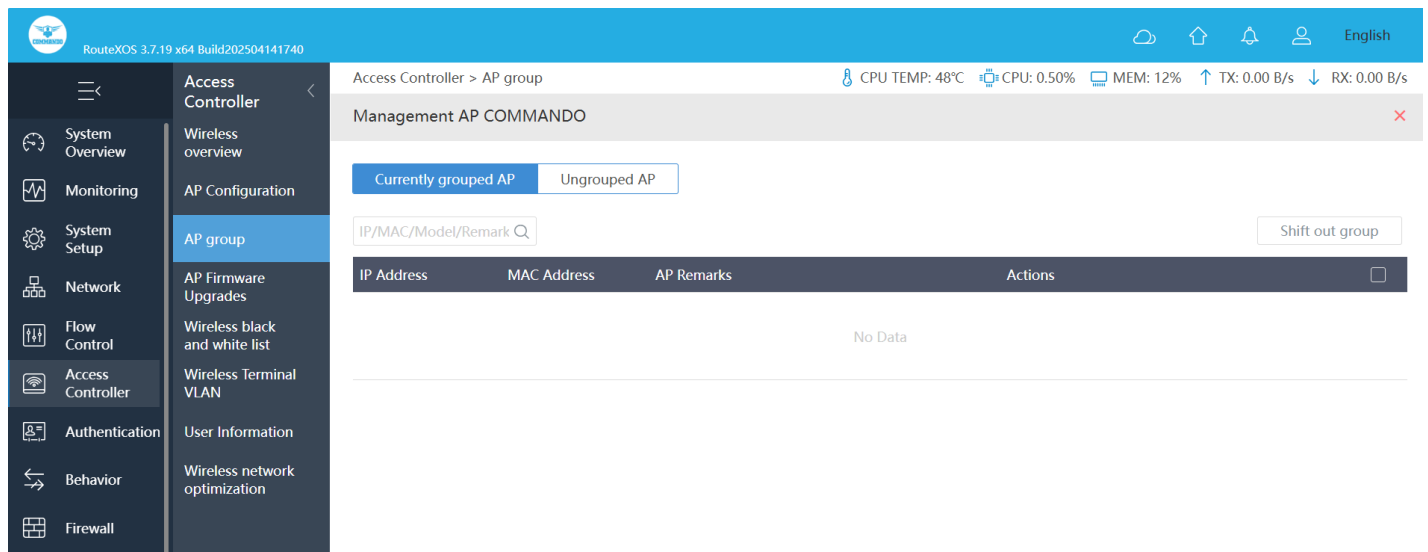 COMMANDO
RouteXOS 3.7.19 x64 Build202504141740
English
Access
Controller
Access Controller > AP group
CPU TEMP: 48℃
CPU: 0.50%
MEM: 12%
TX: 0.00 B/s
RX: 0.00 B/s
Management AP COMMANDO
System
Overview
Monitoring
System
Setup
Network
Flow
Control
Access
Controller
Authentication
Behavior
Firewall
Wireless
overview
AP Configuration
AP group
AP Firmware
Upgrades
Wireless black
and white list
Wireless Terminal
VLAN
User Information
Wireless network
optimization
Currently grouped AP
Ungrouped AP
IP/MAC/Model/Remark
Shift out group
IP Address
MAC Address
AP Remarks
Actions
No Data